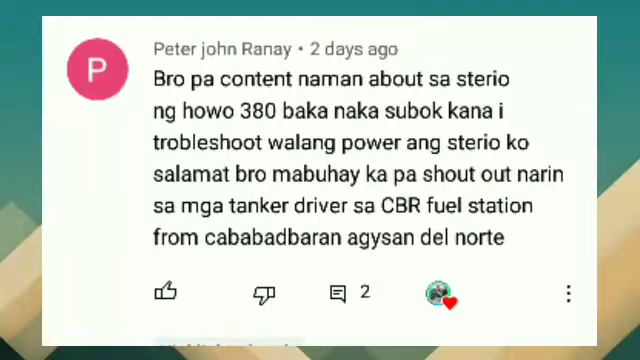 P
Peter john Ranay • 2 days ago
Bro pa content naman about sa sterio
ng howo 380 baka naka subok kana i
trobleshoot walang power ang sterio ko
salamat bro mabuhay ka pa shout out narin
sa mga tanker driver sa CBR fuel station
from cababadbaran agysan del norte
2